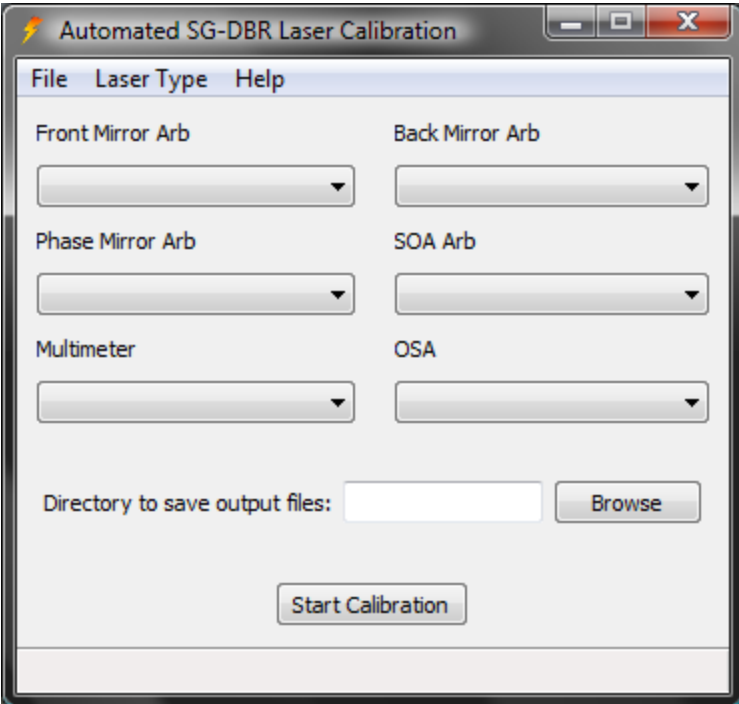 Automated SG-DBR Laser Calibration
File Laser Type Help
Front Mirror Arb Back Mirror Arb
Phase Mirror Arb SOA Arb
Multimeter OSA
Directory to save output files: Browse
Start Calibration